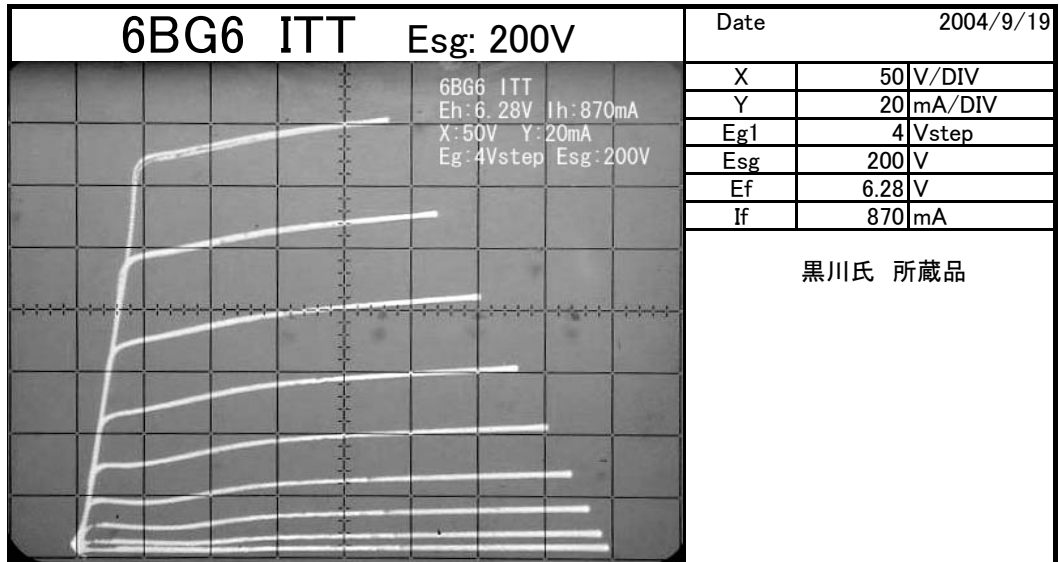 6BG6 ITT Esg: 200V
6BG6 ITT
Eh:6.28V Ih:870mA
X:50V Y:20mA
Eg:4Vstep Esg:200V
Date 2004/9/19
X 50 V/DIV
Y 20 mA/DIV
Eg1 4 Vstep
Esg 200 V
Ef 6.28 V
If 870 mA
黒川氏 所蔵品